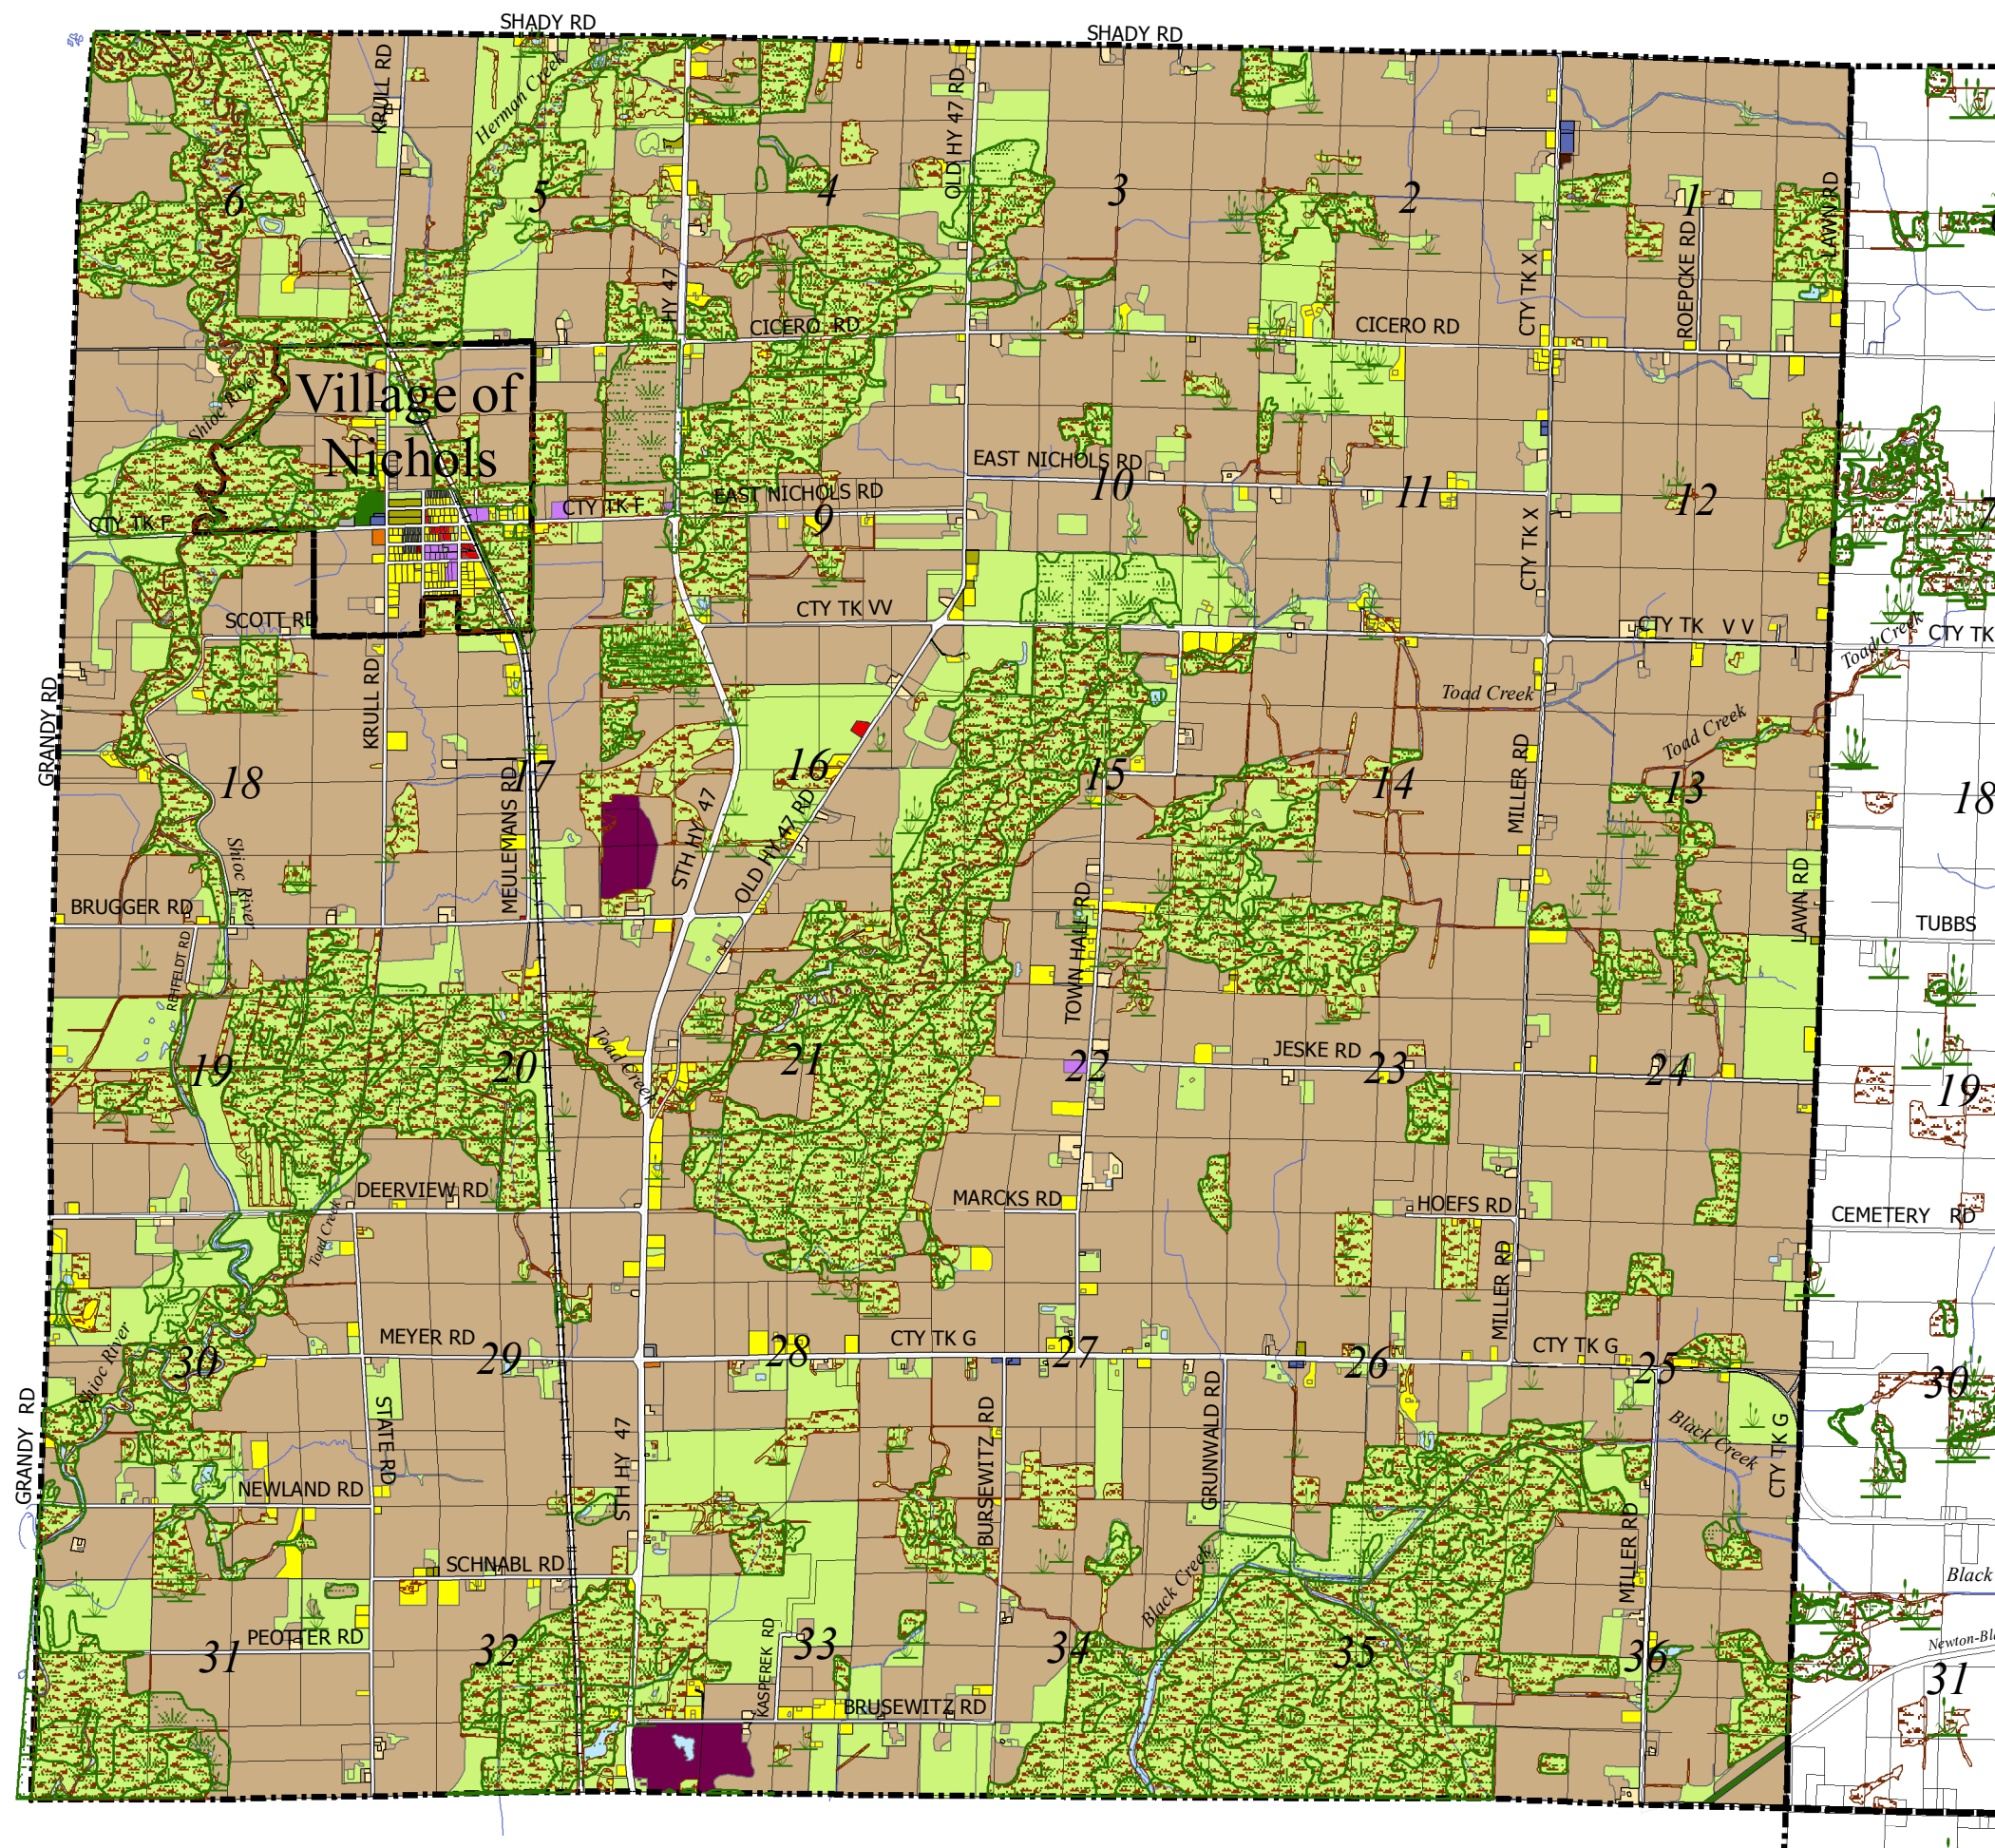 SHADY RD
SHADY RD
KRULL RD
Herman Creek
OLD HY 47 RD
6
5
4
3
2
1
LAWN RD
HY 47
CTY TK X
ROEPCKE RD
CICERO RD
CICERO RD
Shioc River
Village of
Nichols
EAST NICHOLS RD
EAST NICHOLS RD
CTY TK F
CTY TK F
9
10
11
12
7
CTY TK X
SCOTT RD
CTY TK VV
CTY TK V V
CTY TK
Toad Creek
GRANDY RD
KRULL RD
Toad Creek
Toad Creek
MEULEMANS RD
18
17
16
15
14
13
18
MILLER RD
STH HY 47
OLD HY 47 RD
Shioc River
BRUGGER RD
TOWN HALL RD
LAWN RD
TUBBS
REHFELDT RD
Toad Creek
19
20
21
22
JESKE RD
23
24
19
DEERVIEW RD
MARCKS RD
HOEFS RD
CEMETERY RD
Toad Creek
MILLER RD
Shioc River
MEYER RD
CTY TK G
CTY TK G
30
29
28
27
26
25
30
GRANDY RD
STATE RD
STH HY 47
BURSEWITZ RD
GRUNWALD RD
Black Creek
CTY TK G
NEWLAND RD
SCHNABL RD
Black Creek
MILLER RD
Black
PEOTTER RD
KASPEREK RD
31
32
33
34
35
36
31
Newton-Bla
BRUSEWITZ RD